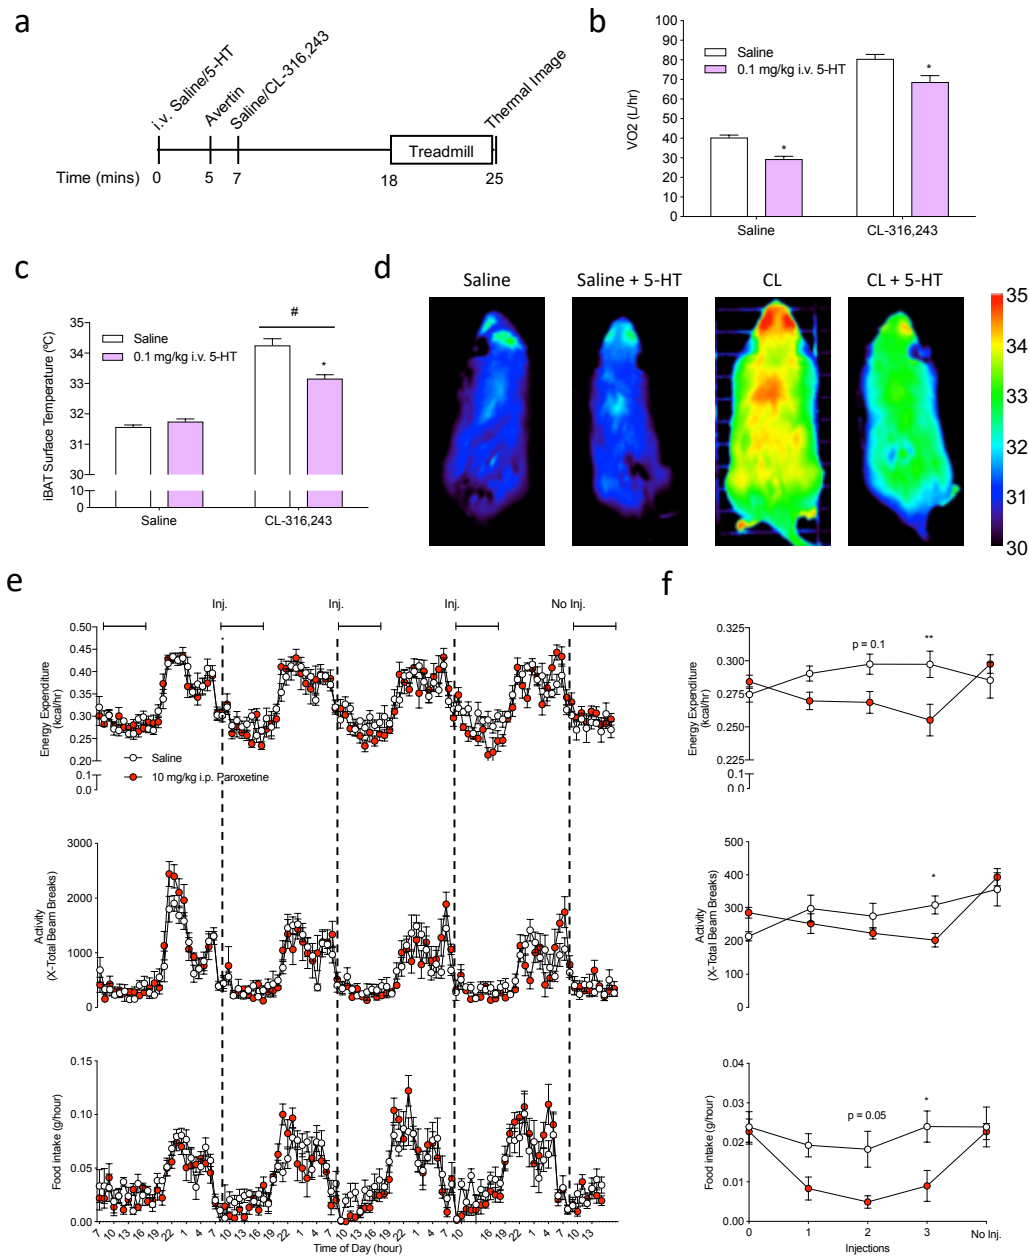 a
i.v. Saline/5-HT
Avertin
Saline/CL-316,243
Thermal Image
Treadmill
Time (mins) 0 5 7 18 25
b
Saline
0.1 mg/kg i.v. 5-HT
VO2 (L/hr)
100
90
80
70
60
50
40
30
20
10
0
*
*
Saline CL-316,243
c
Saline
0.1 mg/kg i.v. 5-HT
iBAT Surface Temperature (ºC)
35
34
33
32
31
30
10
0
#
*
Saline CL-316,243
d
Saline Saline + 5-HT CL CL + 5-HT
35
34
33
32
31
30
e
Inj. Inj. Inj. No Inj.
Energy Expenditure
(kcal/hr)
0.50
0.45
0.40
0.35
0.30
0.25
0.20
0.1
0.0
Saline
10 mg/kg i.p. Paroxetine
Activity
(X-Total Beam Breaks)
3000
2000
1000
0
Food intake (g/hour)
0.15
0.10
0.05
0.00
7 10 13 16 19 22 1 4 7 10 13 16 19 22 1 4 7 10 13 16 19 22 1 4 7 10 16 19 22 1 4 7 10 13
Time of Day (hour)
f
Energy Expenditure
(kcal/hr)
0.325
0.300
0.275
0.250
0.225
0.1
0.0
p = 0.1 **
Activity
(X-Total Beam Breaks)
500
400
300
200
100
0
*
Food intake (g/hour)
0.04
0.03
0.02
0.01
0.00
p = 0.05 *
0 1 2 3 No Inj.
Injections